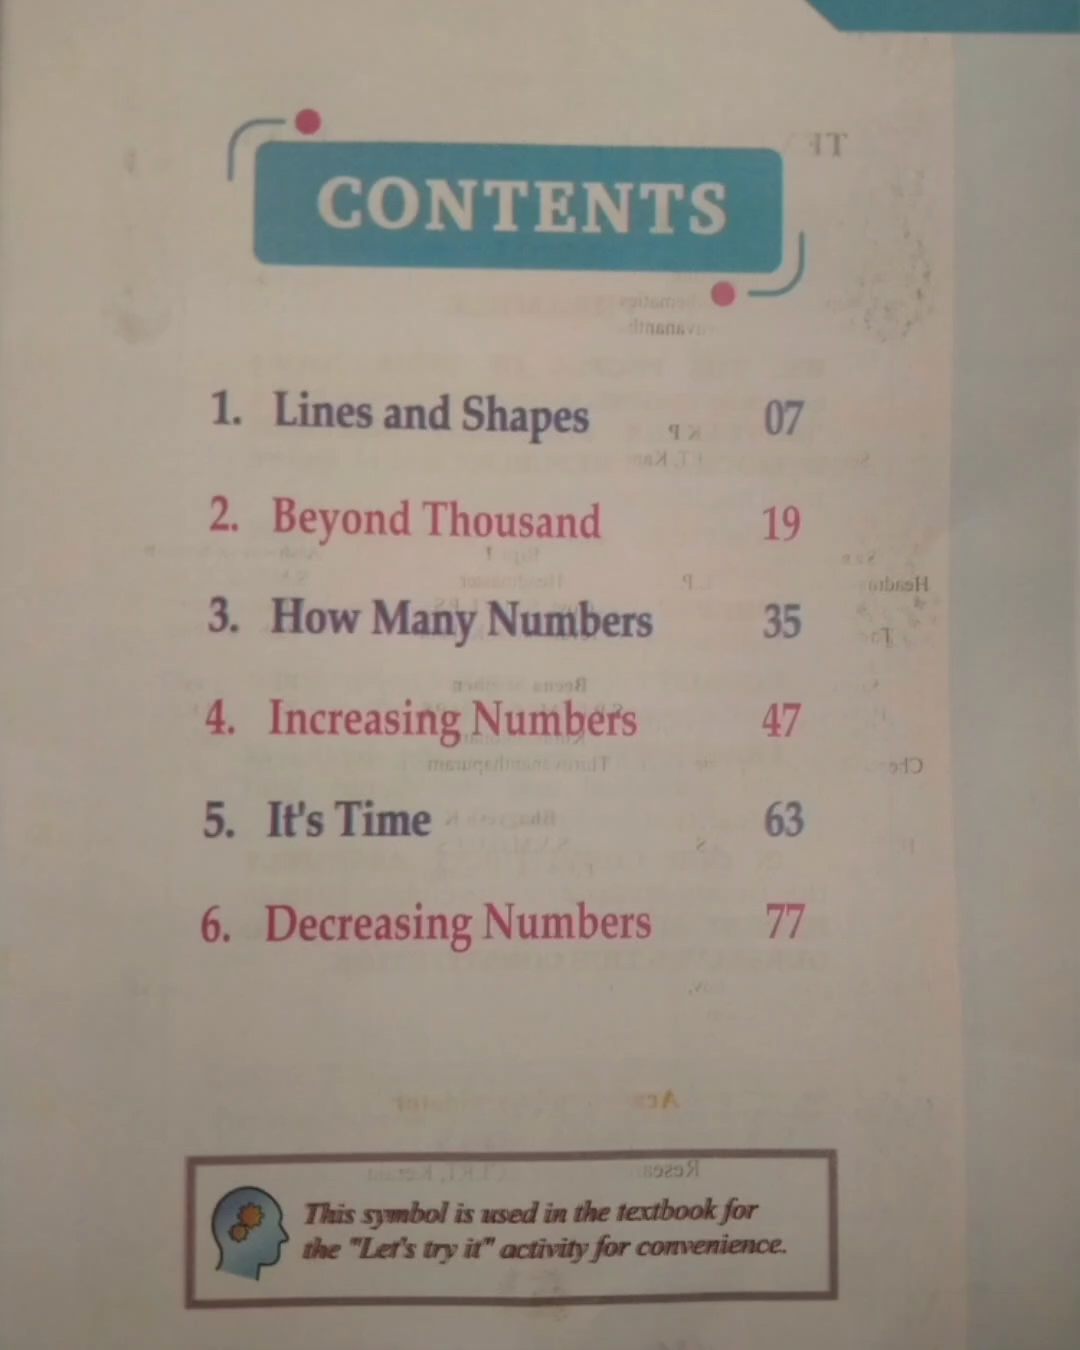 CONTENTS
1. Lines and Shapes 07
2. Beyond Thousand 19
3. How Many Numbers 35
4. Increasing Numbers 47
5. It's Time 63
6. Decreasing Numbers 77
This symbol is used in the textbook for
the "Let's try it" activity for convenience.